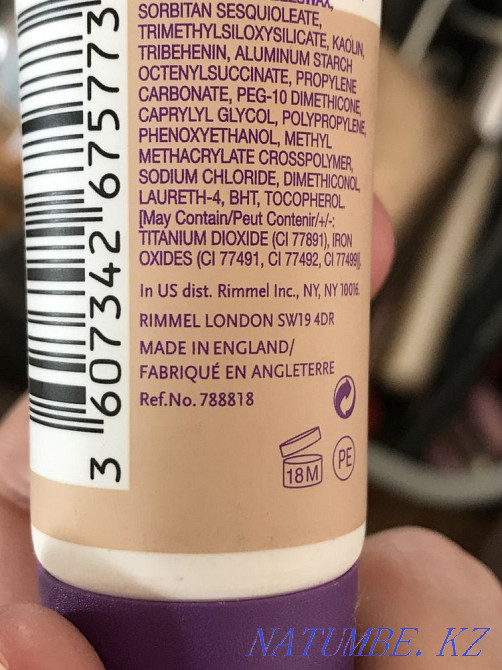 SORBITAN SESQUIOLEATE,
TRIMETHYLSILOXYSILICATE, KAOLIN,
TRIBEHENIN, ALUMINUM STARCH
OCTENYLSUCCINATE, PROPYLENE
CARBONATE, PEG-10 DIMETHICONE,
CAPRYLYL GLYCOL, POLYPROPYLENE,
PHENOXYETHANOL, METHYL
METHACRYLATE CROSSPOLYMER,
SODIUM CHLORIDE, DIMETHICONOL,
LAURETH-4, BHT, TOCOPHEROL.
[May Contain/Peut Contenir/+/-:
TITANIUM DIOXIDE (CI 77891), IRON
OXIDES (CI 77491, CI 77492, CI 77499)].
In US dist. Rimmel Inc., NY, NY 10016.
RIMMEL LONDON SW19 4DR
MADE IN ENGLAND/
FABRIQUÉ EN ANGLETERRE
Ref.No. 788818
18M
PE
3 607342 675773
NATUMBE.KZ